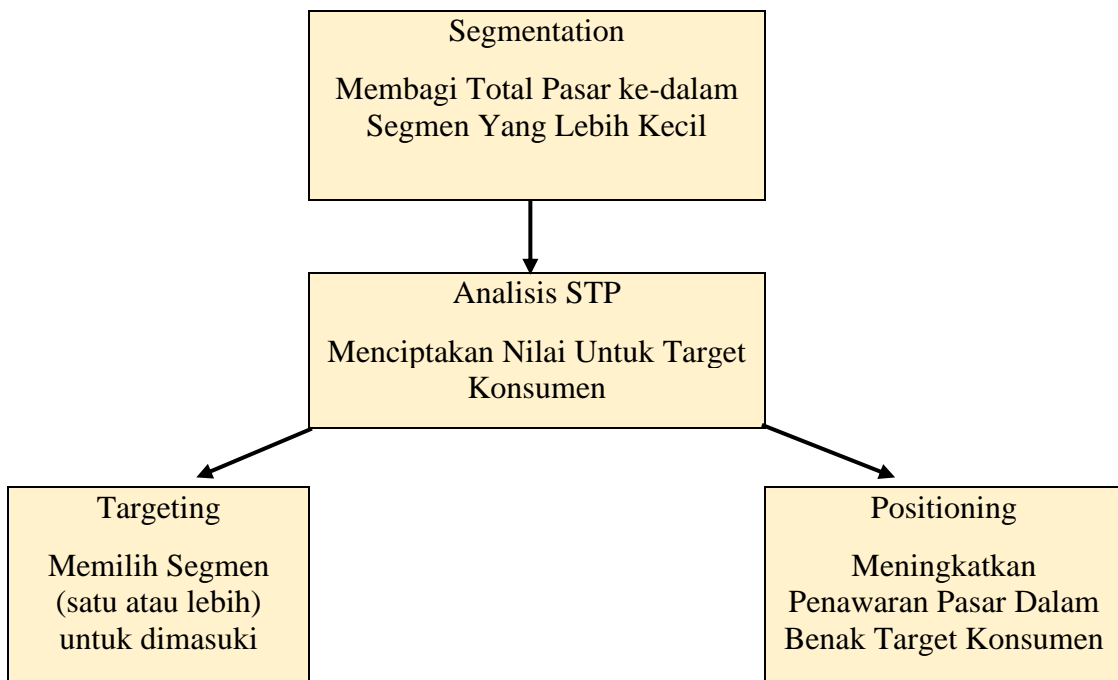 Segmentation
Membagi Total Pasar ke-dalam
Segmen Yang Lebih Kecil
Analisis STP
Menciptakan Nilai Untuk Target
Konsumen
Targeting
Memilih Segmen
(satu atau lebih)
untuk dimasuki
Positioning
Meningkatkan
Penawaran Pasar Dalam
Benak Target Konsumen